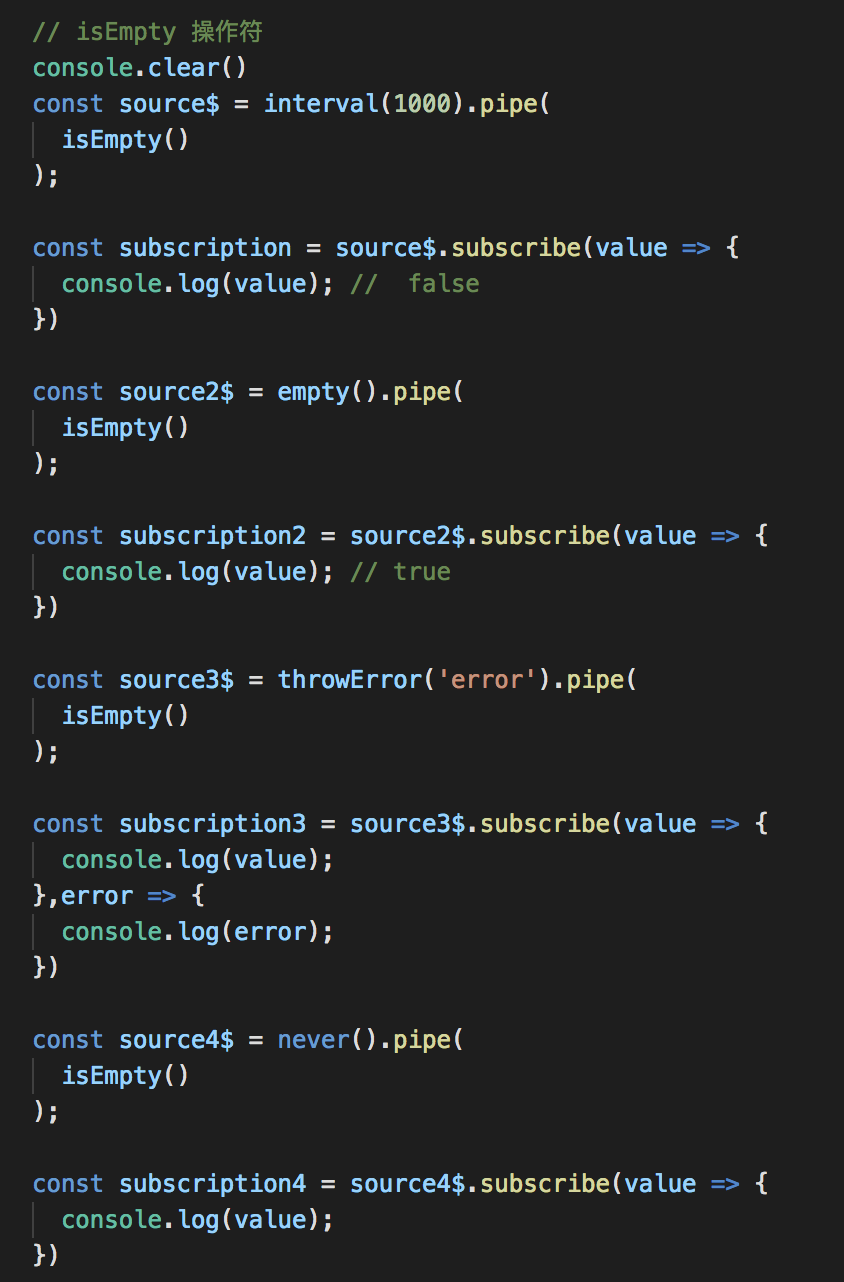 // isEmpty 操作符
console.clear()
const source$ = interval(1000).pipe(
  isEmpty()
);

const subscription = source$.subscribe(value => {
  console.log(value); //  false
})

const source2$ = empty().pipe(
  isEmpty()
);

const subscription2 = source2$.subscribe(value => {
  console.log(value); // true
})

const source3$ = throwError('error').pipe(
  isEmpty()
);

const subscription3 = source3$.subscribe(value => {
  console.log(value);
},error => {
  console.log(error);
})

const source4$ = never().pipe(
  isEmpty()
);

const subscription4 = source4$.subscribe(value => {
  console.log(value);
})